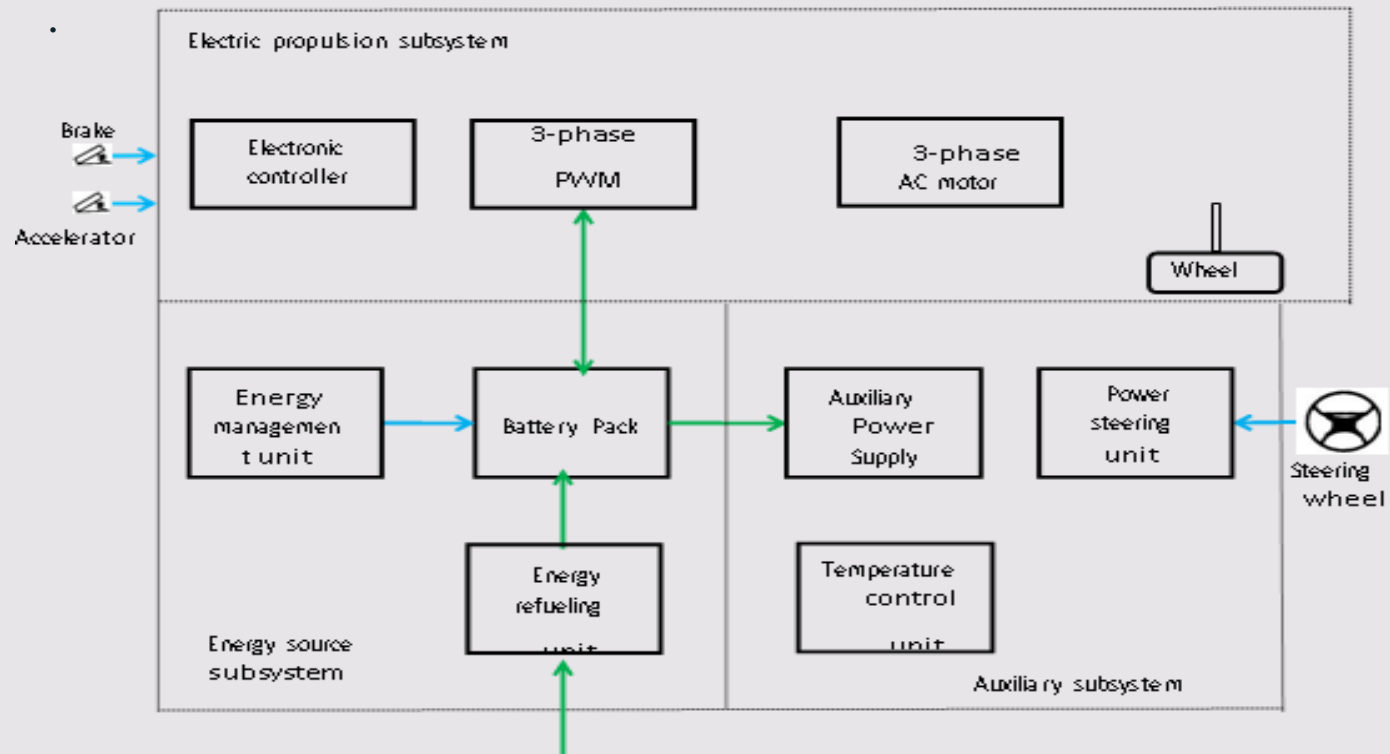 Electric propulsion subsystem
Brake
Accelerator
Electronic
controller
3-phase
PWM
3-phase
AC motor
Wheel
Energy
managemen
t unit
Battery Pack
Auxiliary
Power
Supply
Power
steering
unit
Steering
wheel
Energy
refueling
unit
Temperature
control
unit
Energy source
subsystem
Auxiliary subsystem